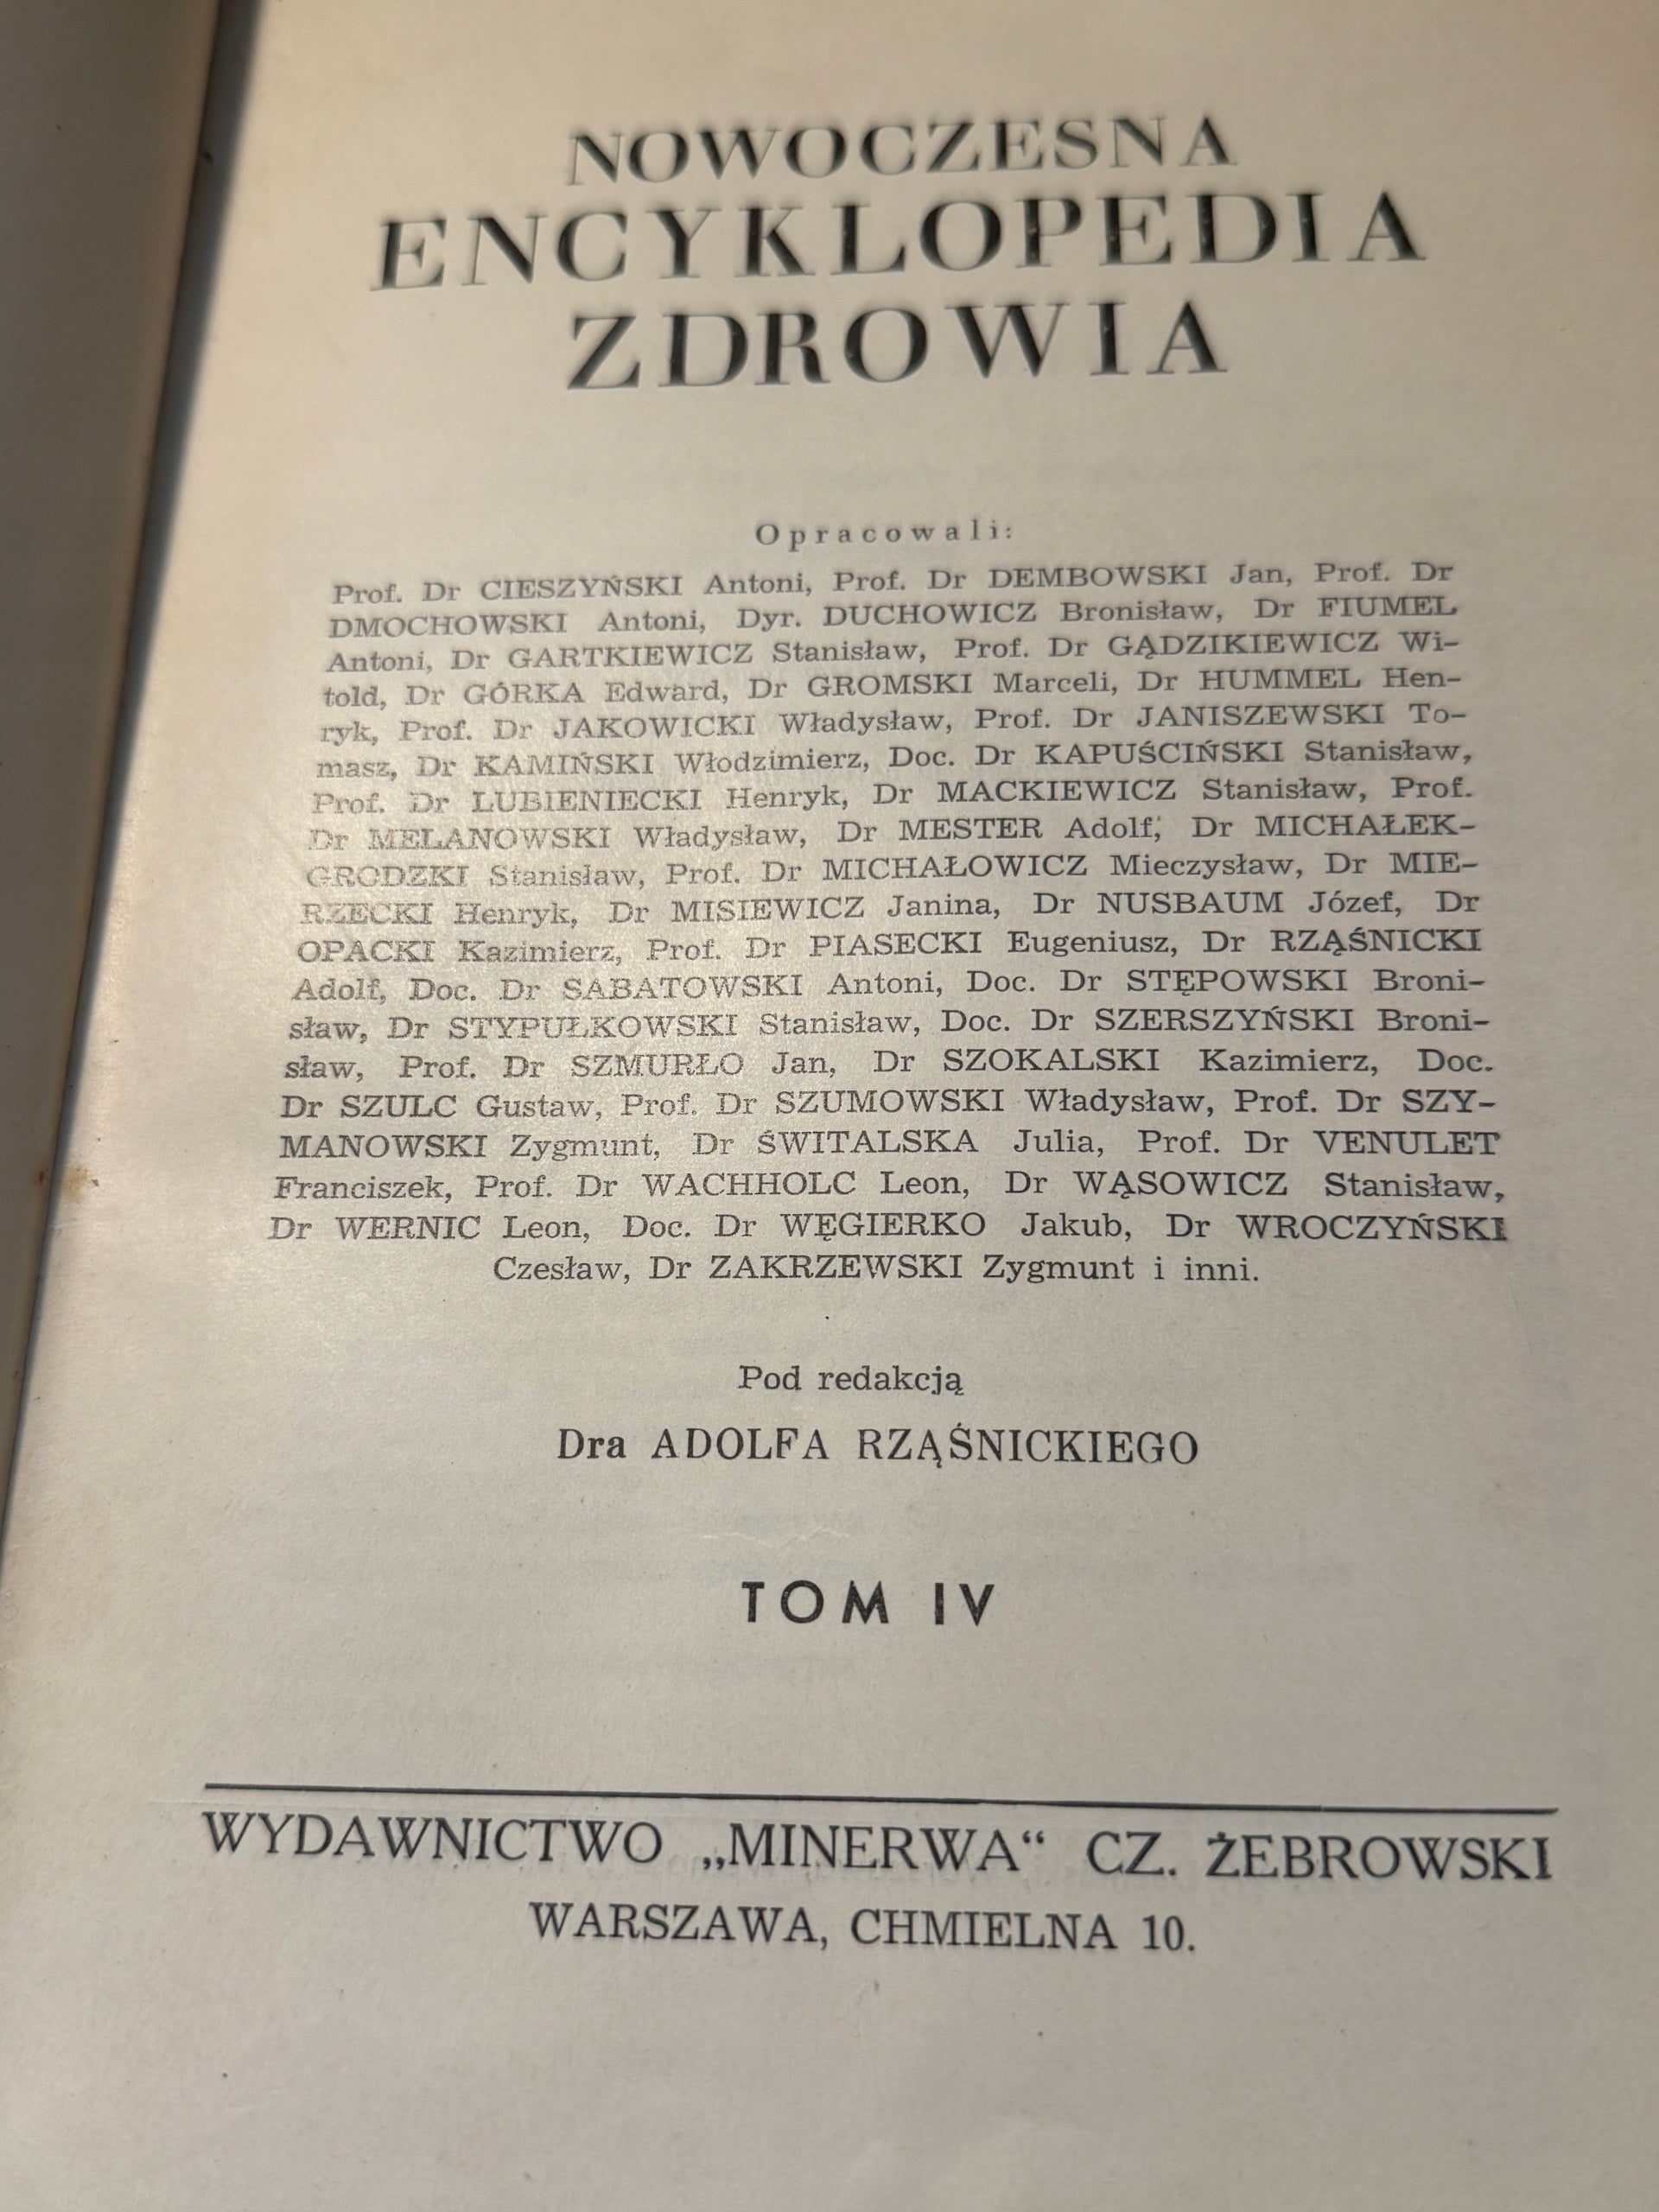 NOWOCZESNA
ENCYKLOPEDIA
ZDROWIA
Opracowali:
Prof. Dr CIESZYŃSKI Antoni, Prof. Dr DEMBOWSKI Jan, Prof. Dr
DMOCHOWSKI Antoni, Dyr. DUCHOWICZ Bronisław, Dr FIUMEL
Antoni, Dr GARTKIEWICZ Stanisław, Prof. Dr GĄDZIKIEWICZ Wi-
told, Dr GÓRKA Edward, Dr GROMSKI Marceli, Dr HUMMEL Hen-
ryk, Prof. Dr JAKOWICKI Władysław, Prof. Dr JANISZEWSKI To-
masz, Dr KAMIŃSKI Włodzimierz, Doc. Dr KAPUŚCIŃSKI Stanisław,
Prof. Dr LUBIENIECKI Henryk, Dr MACKIEWICZ Stanisław, Prof.
Dr MELANOWSKI Władysław, Dr MESTER Adolf, Dr MICHAŁEK-
GRODZKI Stanisław, Prof. Dr MICHAŁOWICZ Mieczysław, Dr MIE-
RZECKI Henryk, Dr MISIEWICZ Janina, Dr NUSBAUM Józef, Dr
OPACKI Kazimierz, Prof. Dr PIASECKI Eugeniusz, Dr RZĄŚNICKI
Adolf, Doc. Dr SABATOWSKI Antoni, Doc. Dr STĘPOWSKI Broni-
sław, Dr STYPUŁKOWSKI Stanisław, Doc. Dr SZERSZYŃSKI Broni-
sław, Prof. Dr SZMURŁO Jan, Dr SZOKALSKI Kazimierz, Doc.
Dr SZULC Gustaw, Prof. Dr SZUMOWSKI Władysław, Prof. Dr SZY-
MANOWSKI Zygmunt, Dr ŚWITALSKA Julia, Prof. Dr VENULET
Franciszek, Prof. Dr WACHHOLC Leon, Dr WĄSOWICZ Stanisław,
Dr WERNIC Leon, Doc. Dr WĘGIERKO Jakub, Dr WROCZYŃSKI
Czesław, Dr ZAKRZEWSKI Zygmunt i inni.
Pod redakcją
Dra ADOLFA RZĄŚNICKIEGO
TOM IV
WYDAWNICTWO „MINERWA“ CZ. ŻEBROWSKI
WARSZAWA, CHMIELNA 10.